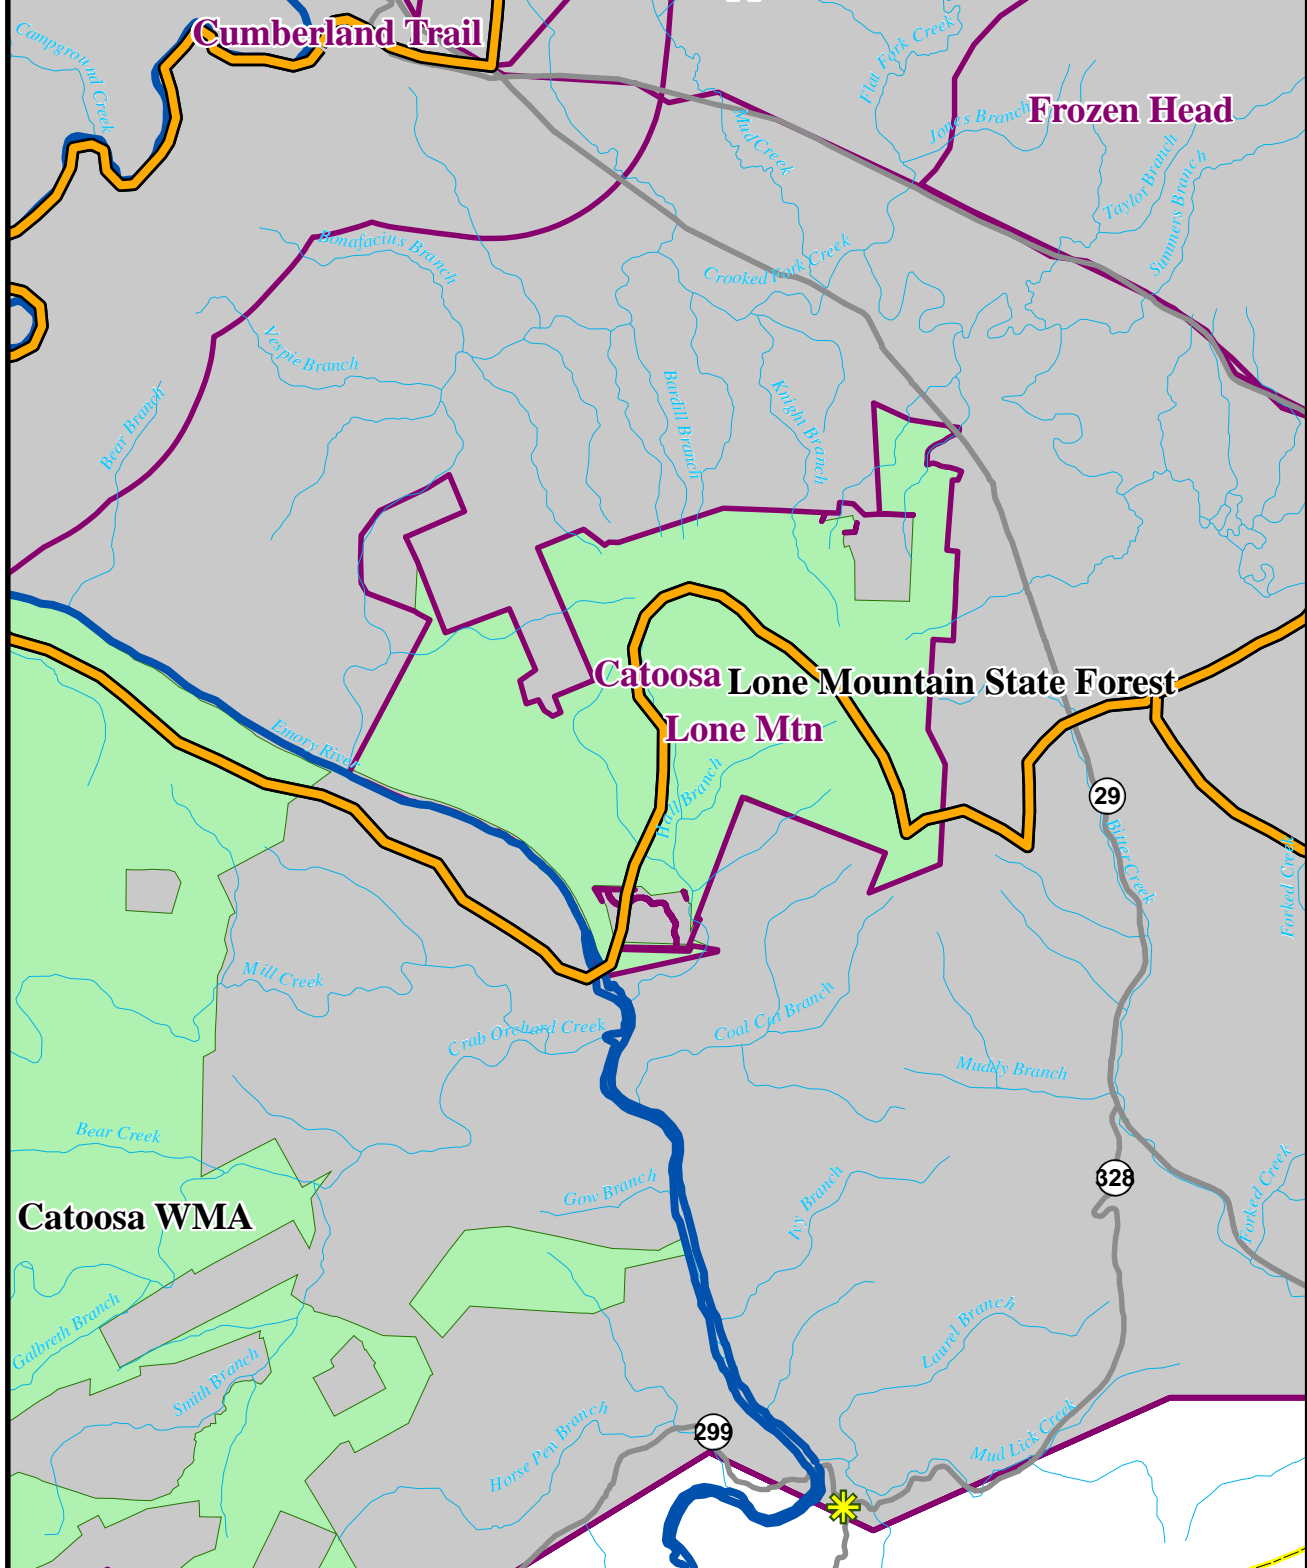 Campground Creek
Cumberland Trail
Flat Fork Creek
Frozen Head
Jones Branch
Mud Creek
Taylor Branch
Summers Branch
Bonafacius Branch
Crooked Fork Creek
Vespie Branch
Bear Branch
Bardill Branch
Knight Branch
Catoosa
Lone Mountain State Forest
Lone Mtn
Emory River
Hall Branch
29
Bitter Creek
Forked Creek
Mill Creek
Crab Orchard Creek
Coal Cut Branch
Muddy Branch
Bear Creek
328
Gow Branch
Ivy Branch
Forked Creek
Catoosa WMA
Galbreth Branch
Laurel Branch
Smith Branch
Horse Pen Branch
299
Mud Lick Creek